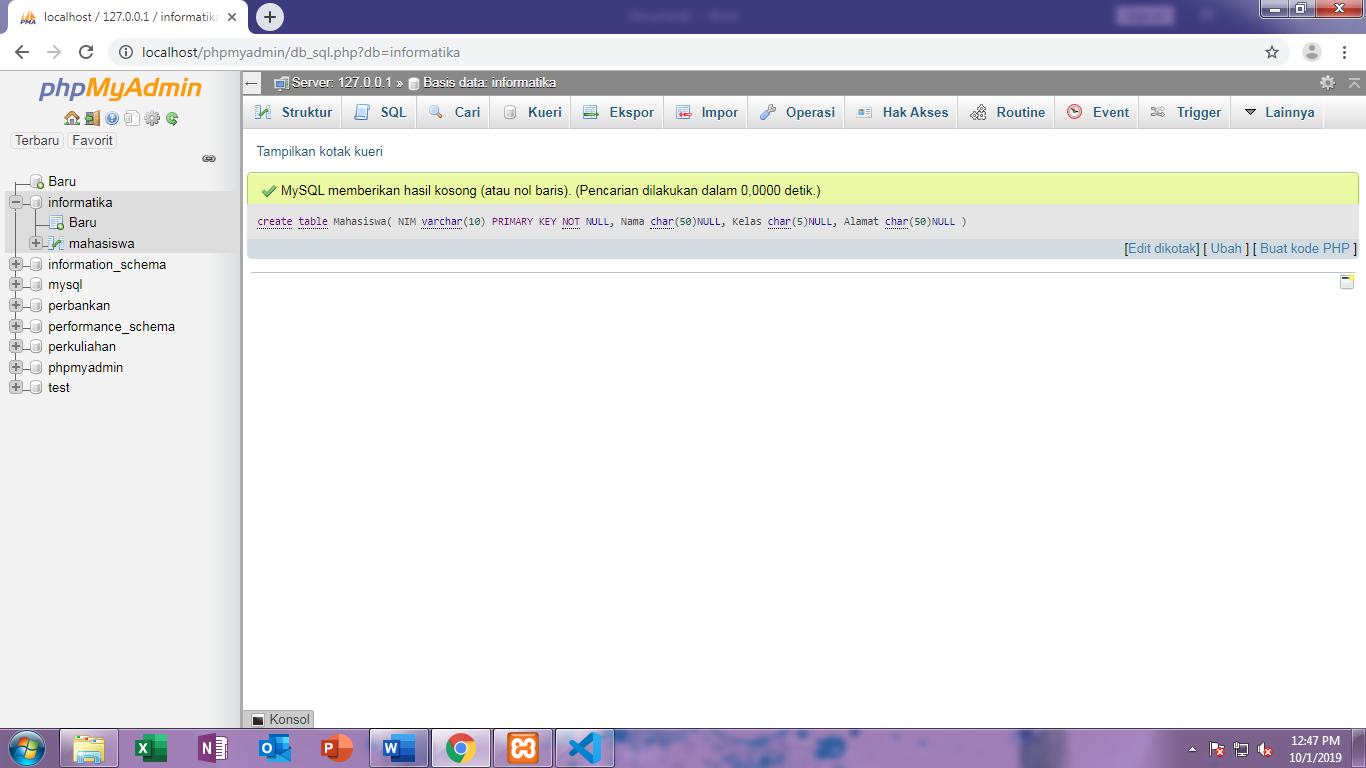 localhost / 127.0.0.1 / informatika
localhost/phpmyadmin/db_sql.php?db=informatika
phpMyAdmin
Terbaru Favorit
Baru
informatika
Baru
mahasiswa
information_schema
mysql
perbankan
performance_schema
perkuliahan
phpmyadmin
test
Server: 127.0.0.1 » Basis data: informatika
Struktur SQL Cari Kueri Ekspor Impor Operasi Hak Akses Routine Event Trigger Lainnya
Tampilkan kotak kueri
MySQL memberikan hasil kosong (atau nol baris). (Pencarian dilakukan dalam 0,0000 detik.)
create table Mahasiswa( NIM varchar(10) PRIMARY KEY NOT NULL, Nama char(50)NULL, Kelas char(5)NULL, Alamat char(50)NULL )
[Edit dikotak] [ Ubah ] [ Buat kode PHP ]
Konsol
12:47 PM
10/1/2019